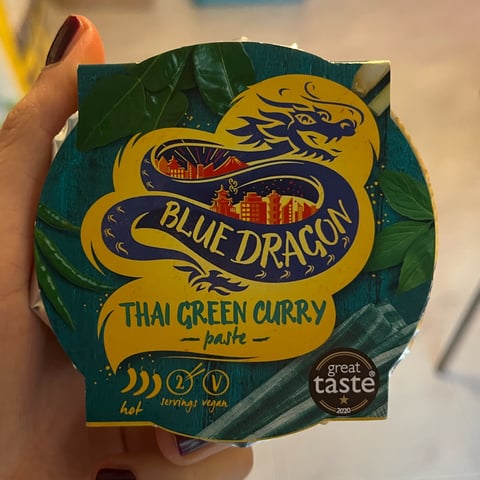 BLUE DRAGON
THAI GREEN CURRY
paste
2 V
hot servings vegan
great
taste®
2020